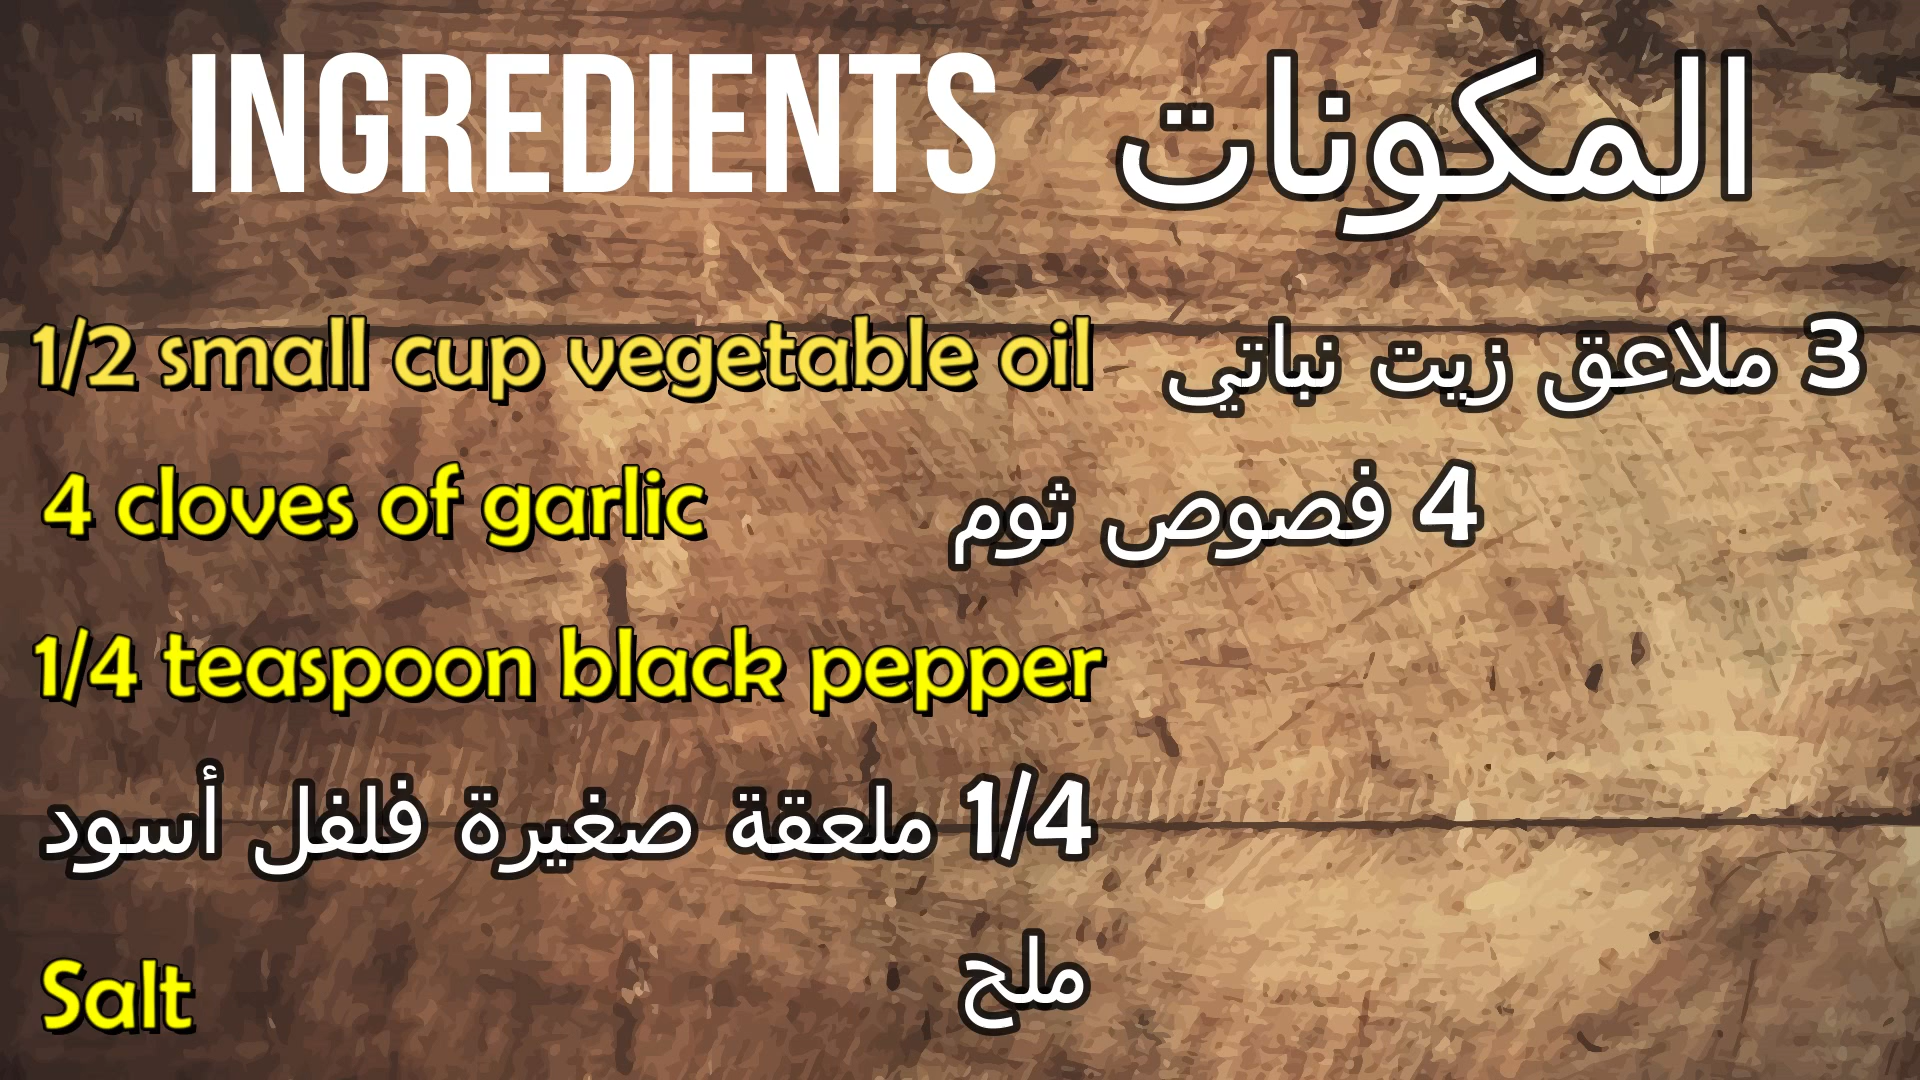 INGREDIENTS المكونات
1/2 small cup vegetable oil 3 ملاعق زيت نباتي
4 cloves of garlic 4 فصوص ثوم
1/4 teaspoon black pepper
1/4 ملعقة صغيرة فلفل أسود
Salt ملح